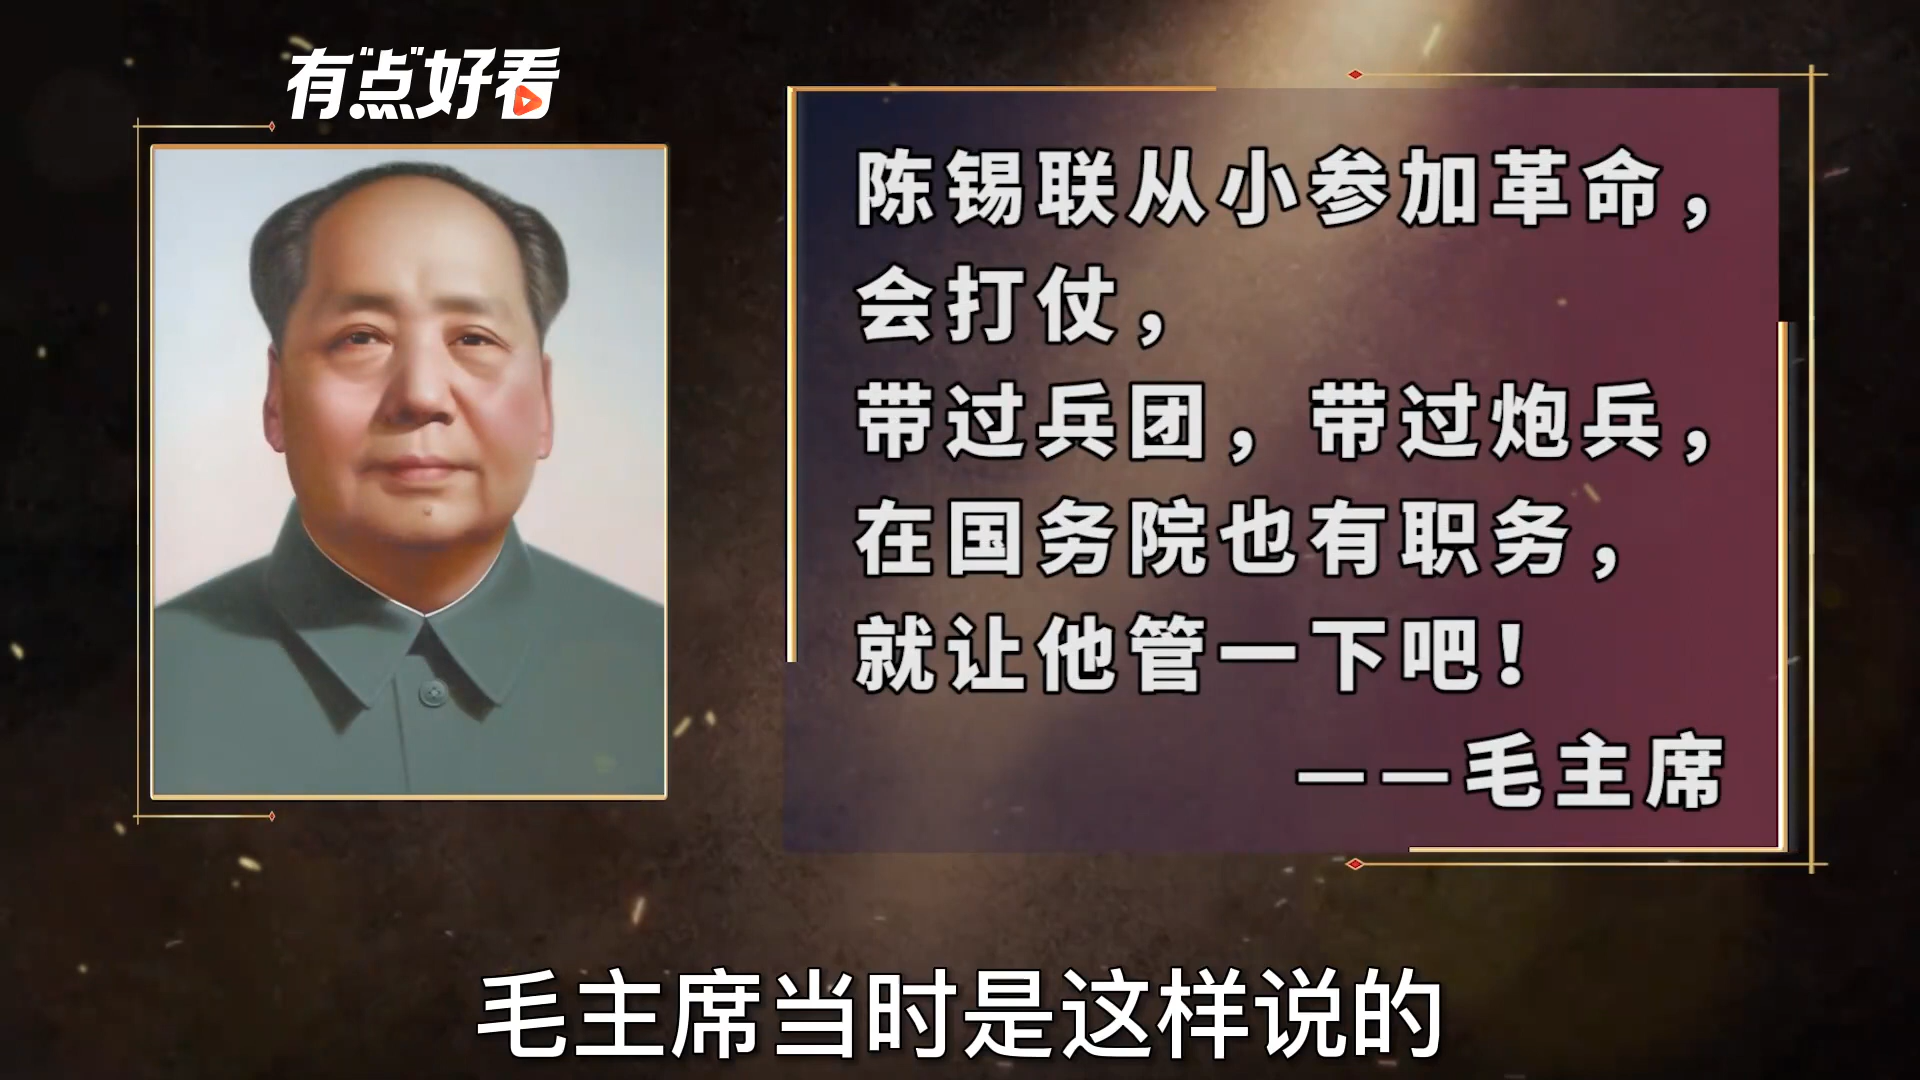 有"点"好看
陈锡联从小参加革命，
会打仗，
带过兵团，带过炮兵，
在国务院也有职务，
就让他管一下吧！
——毛主席
毛主席当时是这样说的